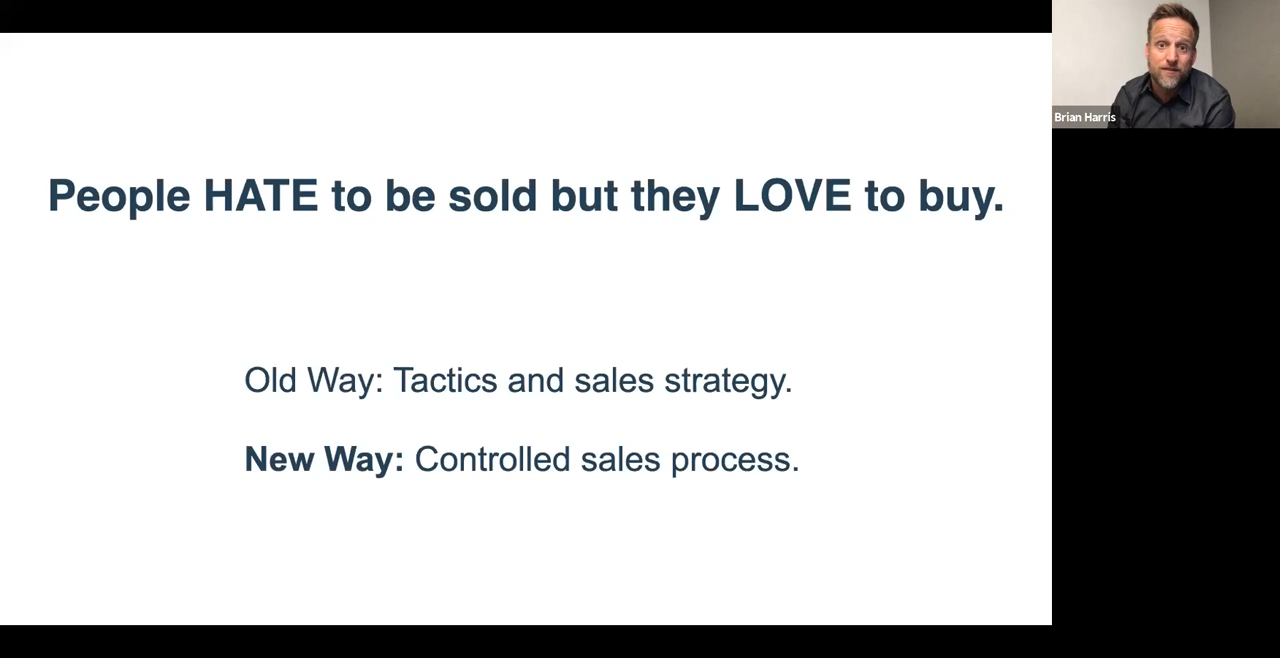 People HATE to be sold but they LOVE to buy.
Old Way: Tactics and sales strategy.
New Way: Controlled sales process.
Brian Harris